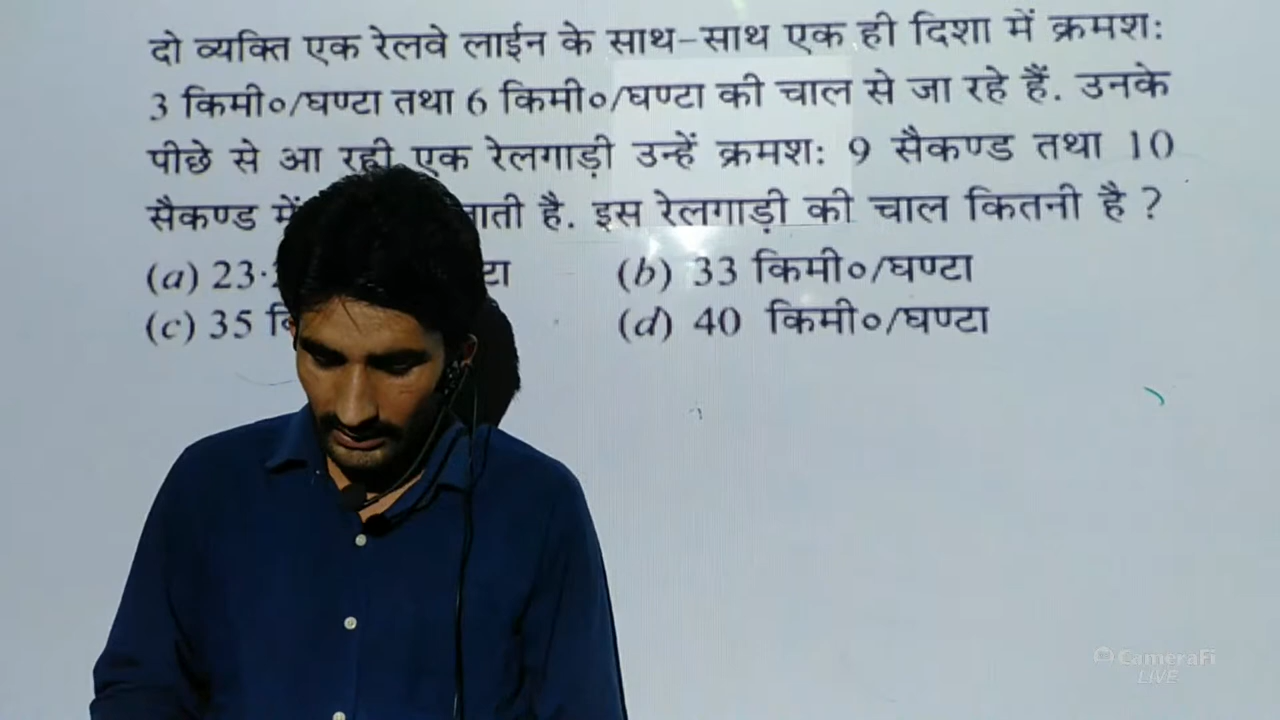 दो व्यक्ति एक रेलवे लाईन के साथ-साथ एक ही दिशा में क्रमश:
3 किमी०/घण्टा तथा 6 किमी०/घण्टा की चाल से जा रहे हैं. उनके
पीछे से आ रही एक रेलगाड़ी उन्हें क्रमश: 9 सैकण्ड तथा 10
सैकण्ड में है. इस रेलगाड़ी की चाल कितनी है ?
(a) 23· (b) 33 किमी०/घण्टा
(c) 35 (d) 40 किमी०/घण्टा
CameraFi
LIVE